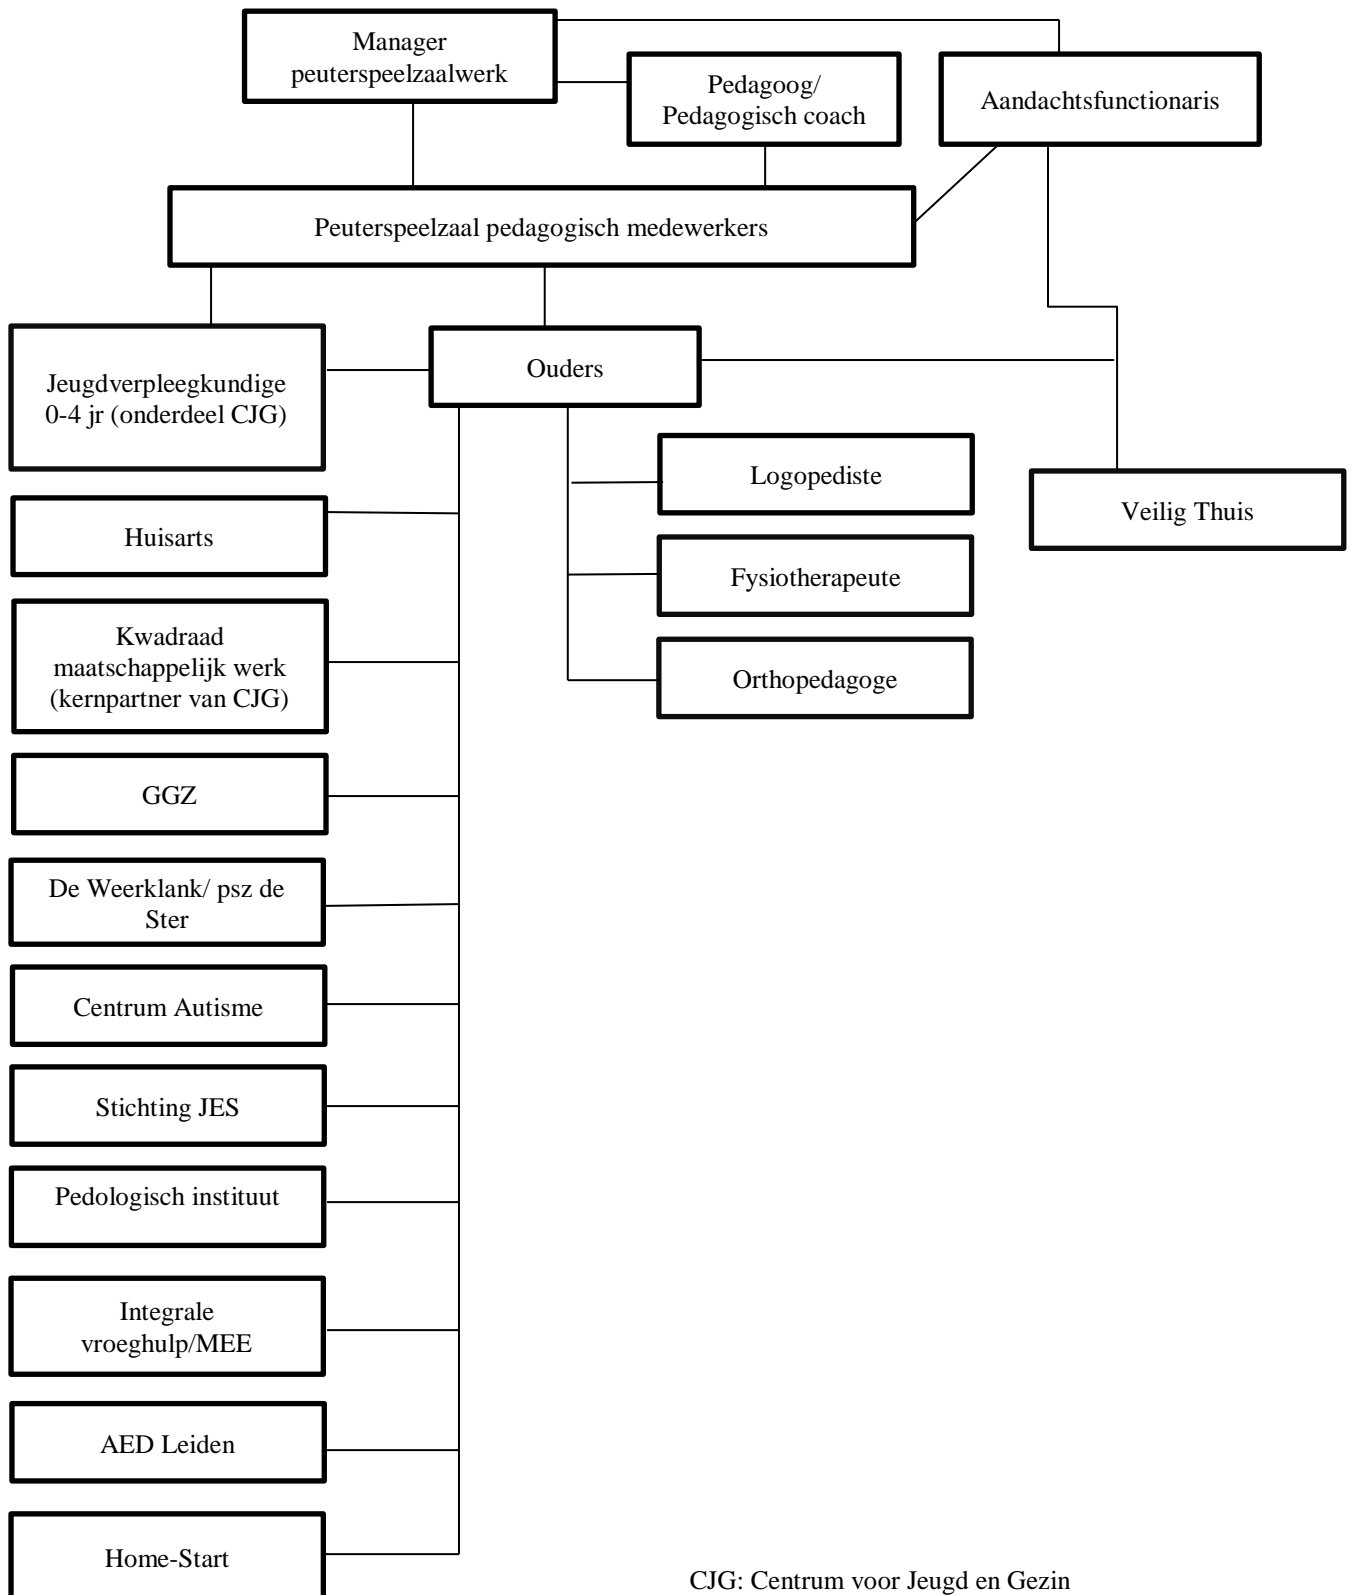 Manager
peuterspeelzaalwerk
Pedagoog/
Pedagogisch coach
Aandachtsfunctionaris
Peuterspeelzaal pedagogisch medewerkers
Jeugdverpleegkundige
0-4 jr (onderdeel CJG)
Ouders
Logopediste
Veilig Thuis
Huisarts
Fysiotherapeute
Kwadraad
maatschappelijk werk
(kernpartner van CJG)
Orthopedagoge
GGZ
De Weerklank/ psz de
Ster
Centrum Autisme
Stichting JES
Pedologisch instituut
Integrale
vroeghulp/MEE
AED Leiden
Home-Start
CJG: Centrum voor Jeugd en Gezin